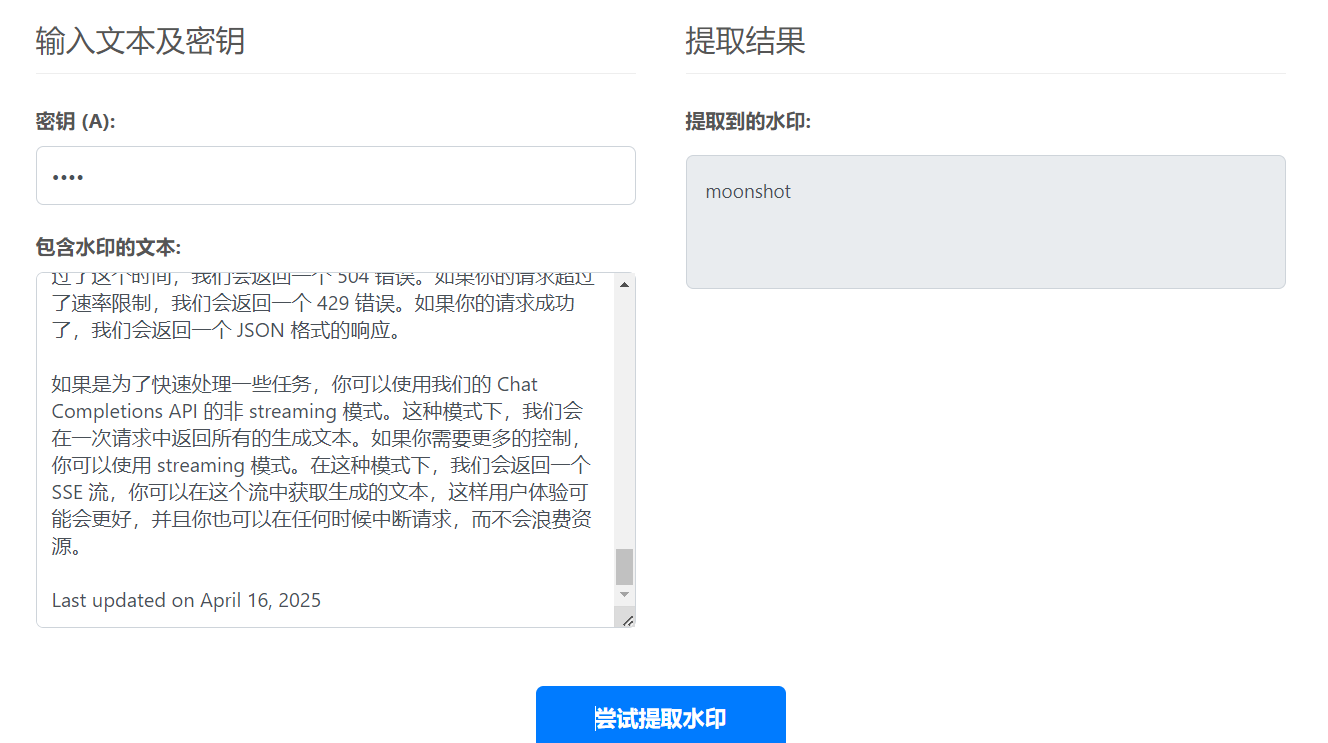 输入文本及密钥
密钥 (A):
••••
包含水印的文本:
过了这个时间，我们会返回一个 504 错误。如果你的请求超过
了速率限制，我们会返回一个 429 错误。如果你的请求成功
了，我们会返回一个 JSON 格式的响应。
如果是为了快速处理一些任务，你可以使用我们的 Chat
Completions API 的非 streaming 模式。这种模式下，我们会
在一次请求中返回所有的生成文本。如果你需要更多的控制，
你可以使用 streaming 模式。在这种模式下，我们会返回一个
SSE 流，你可以在这个流中获取生成的文本，这样用户体验可
能会更好，并且你也可以在任何时候中断请求，而不会浪费资
源。
Last updated on April 16, 2025
提取结果
提取到的水印:
moonshot
尝试提取水印